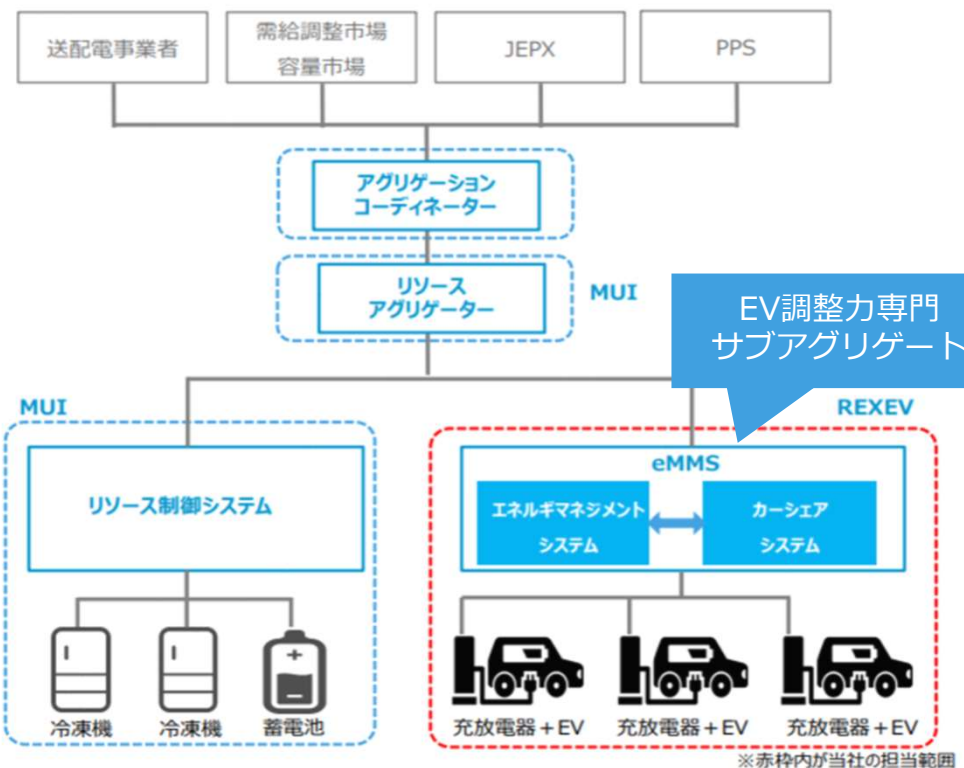 送配電事業者
需給調整市場
容量市場
JEPX
PPS
アグリゲーション
コーディネーター
リソース
アグリゲーター
MUI
EV調整力専門
サブアグリゲート
MUI
REXEV
リソース制御システム
eMMS
エネルギマネジメント
システム
カーシェア
システム
冷凍機
冷凍機
蓄電池
充放電器+EV
充放電器+EV
充放電器+EV
※赤枠内が当社の担当範囲